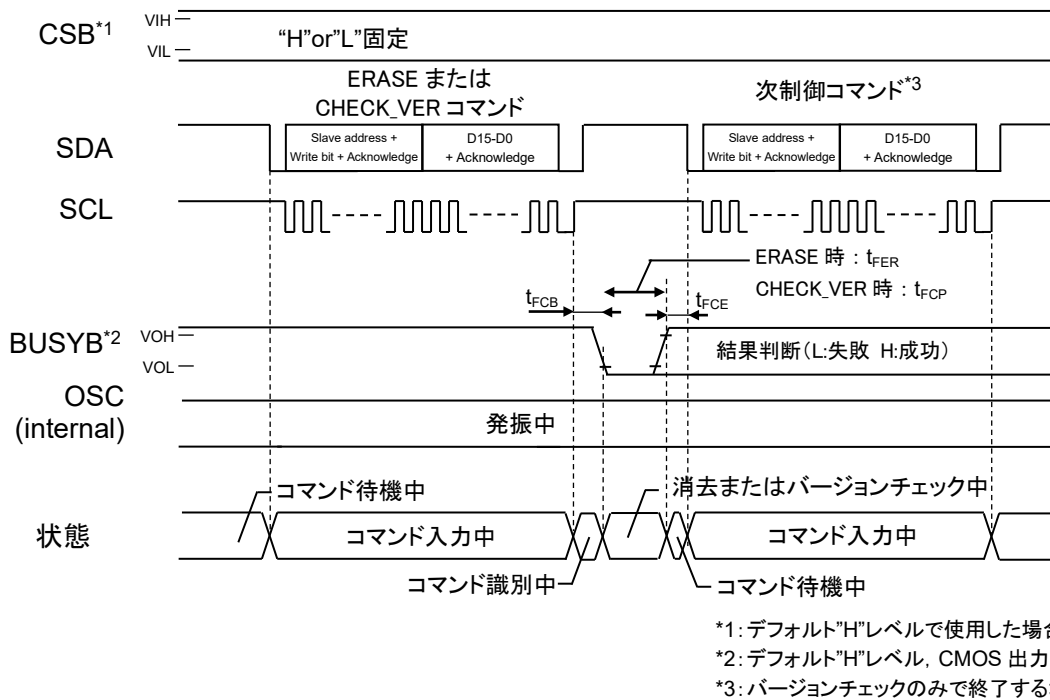 CSB*1
VIH
VIL
“H”or”L”固定
ERASE または
CHECK_VER コマンド
次制御コマンド*3
SDA
Slave address +
Write bit + Acknowledge
D15-D0
+ Acknowledge
Slave address +
Write bit + Acknowledge
D15-D0
+ Acknowledge
SCL
ERASE 時 : tFER
CHECK_VER 時 : tFCP
tFCB
tFCE
BUSYB*2
VOH
VOL
結果判断(L:失敗 H:成功)
OSC
(internal)
発振中
コマンド待機中
消去またはバージョンチェック中
状態
コマンド入力中
コマンド入力中
コマンド識別中
コマンド待機中
*1:デフォルト”H”レベルで使用した場合
*2:デフォルト”H”レベル, CMOS 出力
*3:バージョンチェックのみで終了する